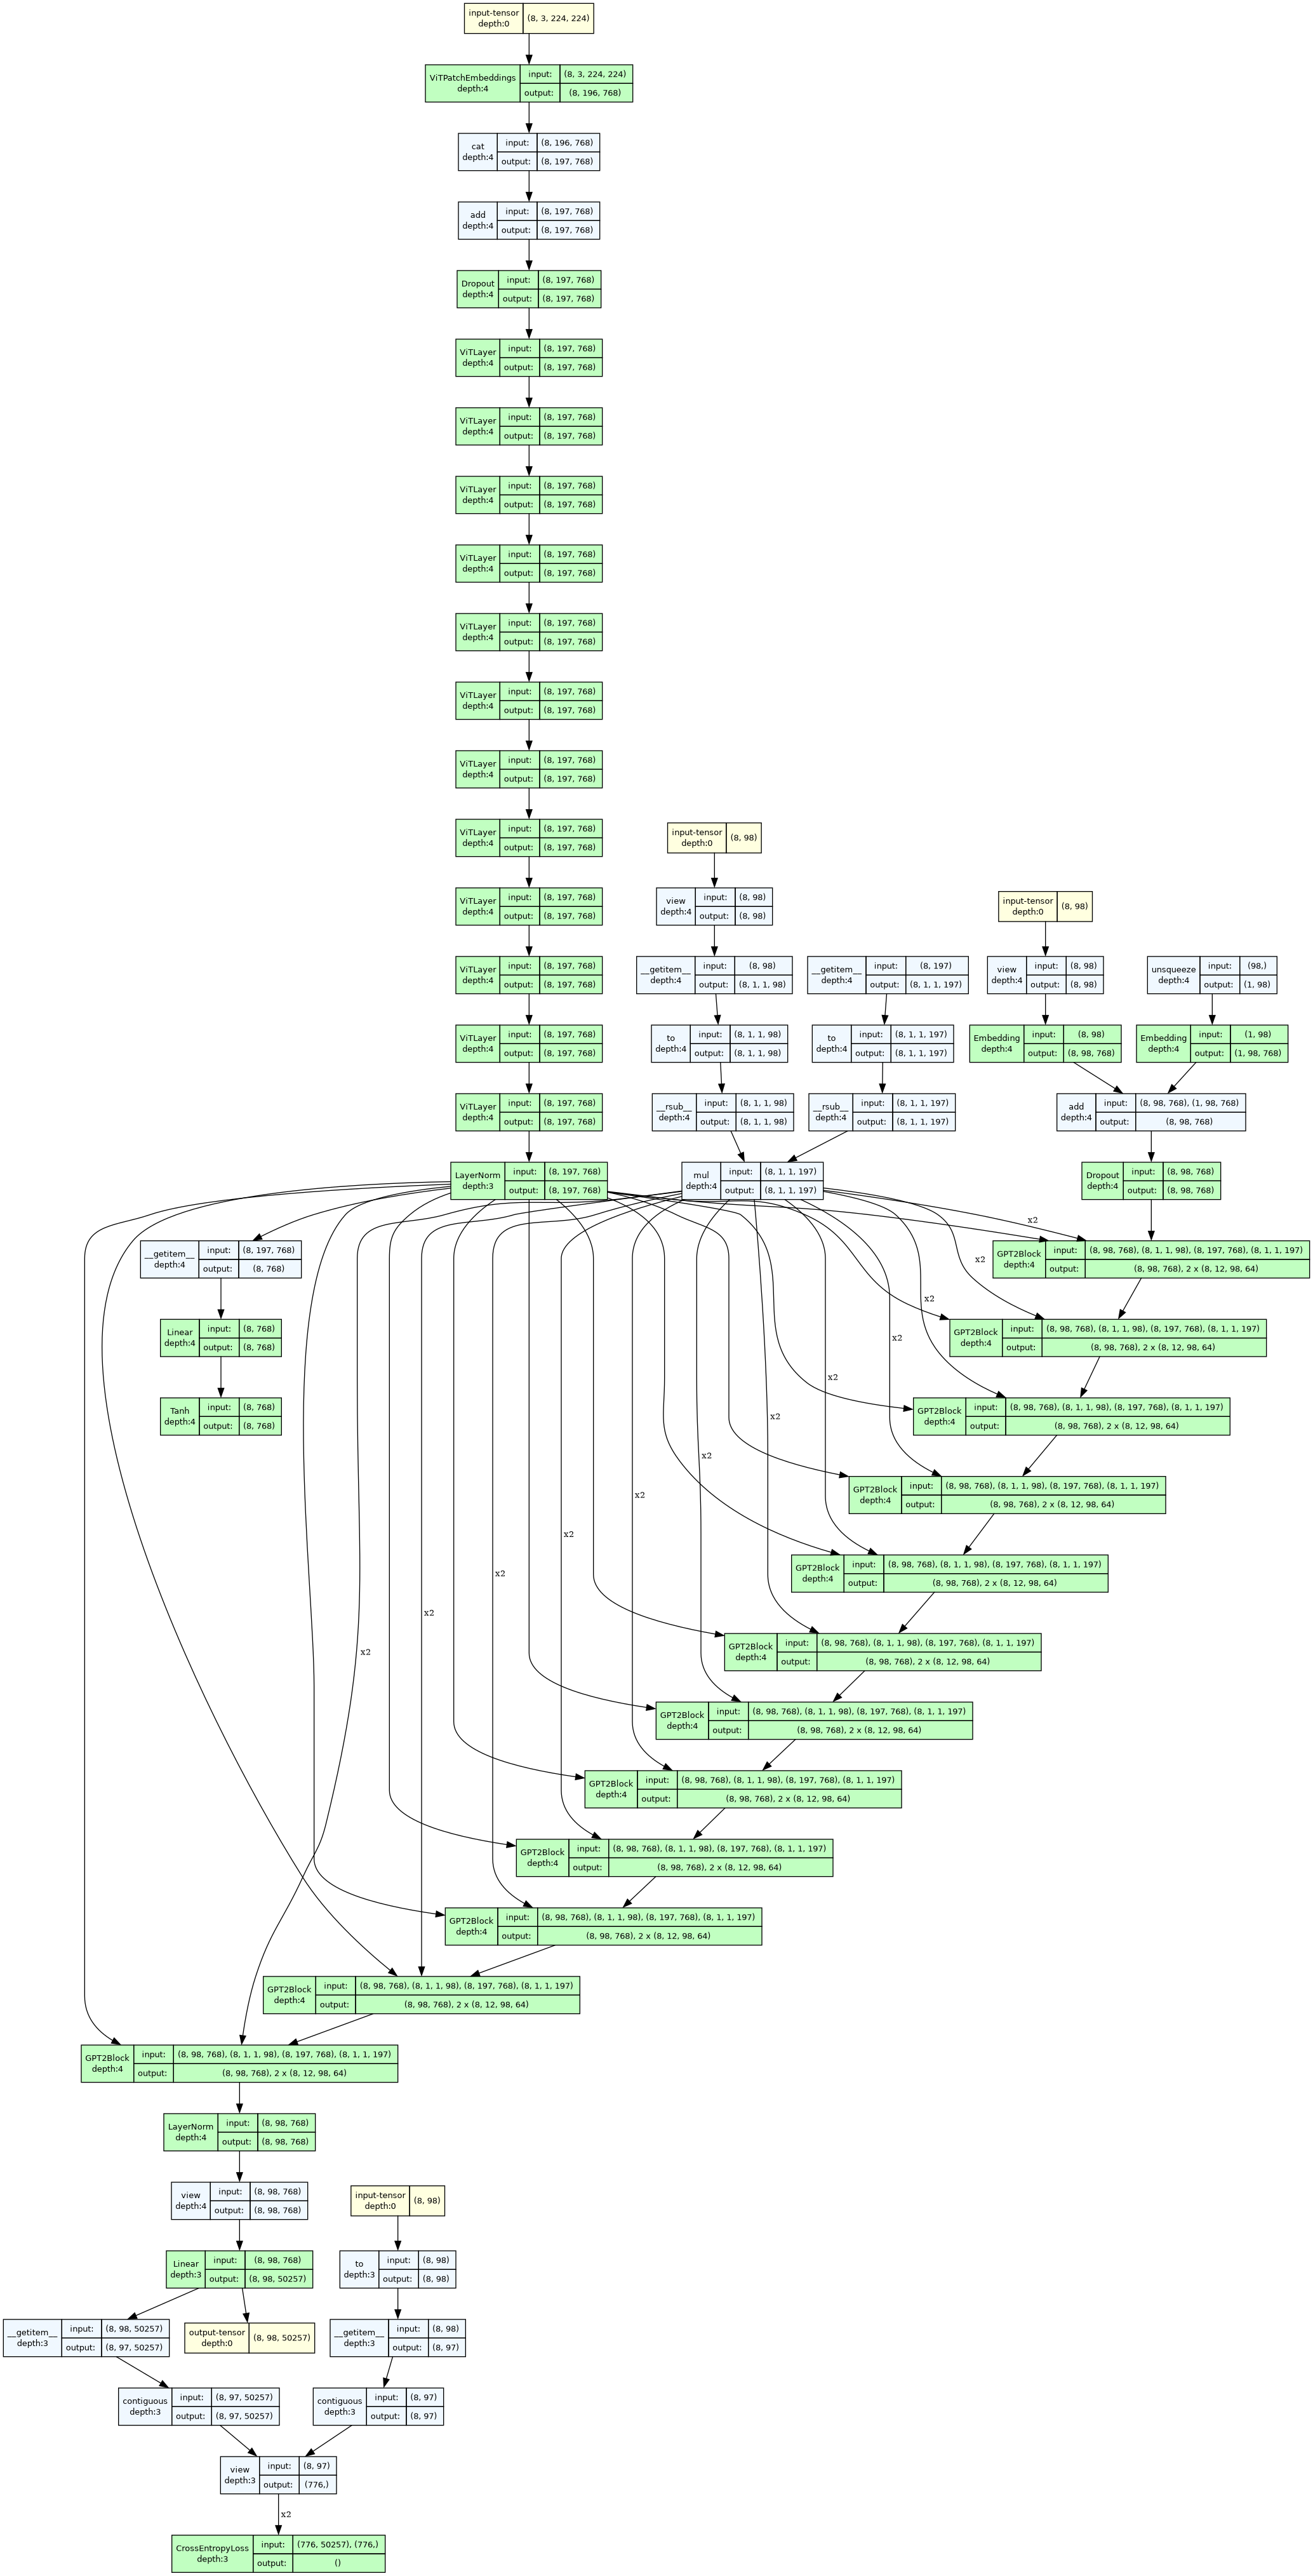 input-tensor
depth:0
(8, 3, 224, 224)
ViTPatchEmbeddings
depth:4
input:
(8, 3, 224, 224)
output:
(8, 196, 768)
cat
depth:4
input:
(8, 196, 768)
output:
(8, 197, 768)
add
depth:4
input:
(8, 197, 768)
output:
(8, 197, 768)
Dropout
depth:4
input:
(8, 197, 768)
output:
(8, 197, 768)
ViTLayer
depth:4
input:
(8, 197, 768)
output:
(8, 197, 768)
ViTLayer
depth:4
input:
(8, 197, 768)
output:
(8, 197, 768)
ViTLayer
depth:4
input:
(8, 197, 768)
output:
(8, 197, 768)
ViTLayer
depth:4
input:
(8, 197, 768)
output:
(8, 197, 768)
ViTLayer
depth:4
input:
(8, 197, 768)
output:
(8, 197, 768)
ViTLayer
depth:4
input:
(8, 197, 768)
output:
(8, 197, 768)
ViTLayer
depth:4
input:
(8, 197, 768)
output:
(8, 197, 768)
ViTLayer
depth:4
input:
(8, 197, 768)
output:
(8, 197, 768)
ViTLayer
depth:4
input:
(8, 197, 768)
output:
(8, 197, 768)
ViTLayer
depth:4
input:
(8, 197, 768)
output:
(8, 197, 768)
ViTLayer
depth:4
input:
(8, 197, 768)
output:
(8, 197, 768)
ViTLayer
depth:4
input:
(8, 197, 768)
output:
(8, 197, 768)
LayerNorm
depth:3
input:
(8, 197, 768)
output:
(8, 197, 768)
input-tensor
depth:0
(8, 98)
view
depth:4
input:
(8, 98)
output:
(8, 98)
__getitem__
depth:4
input:
(8, 98)
output:
(8, 1, 1, 98)
to
depth:4
input:
(8, 1, 1, 98)
output:
(8, 1, 1, 98)
__rsub__
depth:4
input:
(8, 1, 1, 98)
output:
(8, 1, 1, 98)
__getitem__
depth:4
input:
(8, 197)
output:
(8, 1, 1, 197)
to
depth:4
input:
(8, 1, 1, 197)
output:
(8, 1, 1, 197)
__rsub__
depth:4
input:
(8, 1, 1, 197)
output:
(8, 1, 1, 197)
mul
depth:4
input:
(8, 1, 1, 197)
output:
(8, 1, 1, 197)
input-tensor
depth:0
(8, 98)
view
depth:4
input:
(8, 98)
output:
(8, 98)
Embedding
depth:4
input:
(8, 98)
output:
(8, 98, 768)
unsqueeze
depth:4
input:
(98,)
output:
(1, 98)
Embedding
depth:4
input:
(1, 98)
output:
(1, 98, 768)
add
depth:4
input:
(8, 98, 768), (1, 98, 768)
output:
(8, 98, 768)
Dropout
depth:4
input:
(8, 98, 768)
output:
(8, 98, 768)
__getitem__
depth:4
input:
(8, 197, 768)
output:
(8, 768)
Linear
depth:4
input:
(8, 768)
output:
(8, 768)
Tanh
depth:4
input:
(8, 768)
output:
(8, 768)
x2
GPT2Block
depth:4
input:
(8, 98, 768), (8, 1, 1, 98), (8, 197, 768), (8, 1, 1, 197)
output:
(8, 98, 768), 2 x (8, 12, 98, 64)
x2
GPT2Block
depth:4
input:
(8, 98, 768), (8, 1, 1, 98), (8, 197, 768), (8, 1, 1, 197)
output:
(8, 98, 768), 2 x (8, 12, 98, 64)
x2
GPT2Block
depth:4
input:
(8, 98, 768), (8, 1, 1, 98), (8, 197, 768), (8, 1, 1, 197)
output:
(8, 98, 768), 2 x (8, 12, 98, 64)
x2
GPT2Block
depth:4
input:
(8, 98, 768), (8, 1, 1, 98), (8, 197, 768), (8, 1, 1, 197)
output:
(8, 98, 768), 2 x (8, 12, 98, 64)
x2
GPT2Block
depth:4
input:
(8, 98, 768), (8, 1, 1, 98), (8, 197, 768), (8, 1, 1, 197)
output:
(8, 98, 768), 2 x (8, 12, 98, 64)
x2
GPT2Block
depth:4
input:
(8, 98, 768), (8, 1, 1, 98), (8, 197, 768), (8, 1, 1, 197)
output:
(8, 98, 768), 2 x (8, 12, 98, 64)
x2
GPT2Block
depth:4
input:
(8, 98, 768), (8, 1, 1, 98), (8, 197, 768), (8, 1, 1, 197)
output:
(8, 98, 768), 2 x (8, 12, 98, 64)
x2
GPT2Block
depth:4
input:
(8, 98, 768), (8, 1, 1, 98), (8, 197, 768), (8, 1, 1, 197)
output:
(8, 98, 768), 2 x (8, 12, 98, 64)
x2
GPT2Block
depth:4
input:
(8, 98, 768), (8, 1, 1, 98), (8, 197, 768), (8, 1, 1, 197)
output:
(8, 98, 768), 2 x (8, 12, 98, 64)
x2
GPT2Block
depth:4
input:
(8, 98, 768), (8, 1, 1, 98), (8, 197, 768), (8, 1, 1, 197)
output:
(8, 98, 768), 2 x (8, 12, 98, 64)
x2
GPT2Block
depth:4
input:
(8, 98, 768), (8, 1, 1, 98), (8, 197, 768), (8, 1, 1, 197)
output:
(8, 98, 768), 2 x (8, 12, 98, 64)
x2
GPT2Block
depth:4
input:
(8, 98, 768), (8, 1, 1, 98), (8, 197, 768), (8, 1, 1, 197)
output:
(8, 98, 768), 2 x (8, 12, 98, 64)
LayerNorm
depth:4
input:
(8, 98, 768)
output:
(8, 98, 768)
view
depth:4
input:
(8, 98, 768)
output:
(8, 98, 768)
Linear
depth:3
input:
(8, 98, 768)
output:
(8, 98, 50257)
input-tensor
depth:0
(8, 98)
to
depth:3
input:
(8, 98)
output:
(8, 98)
__getitem__
depth:3
input:
(8, 98, 50257)
output:
(8, 97, 50257)
output-tensor
depth:0
(8, 98, 50257)
__getitem__
depth:3
input:
(8, 98)
output:
(8, 97)
contiguous
depth:3
input:
(8, 97, 50257)
output:
(8, 97, 50257)
contiguous
depth:3
input:
(8, 97)
output:
(8, 97)
view
depth:3
input:
(8, 97)
output:
(776,)
x2
CrossEntropyLoss
depth:3
input:
(776, 50257), (776,)
output:
()